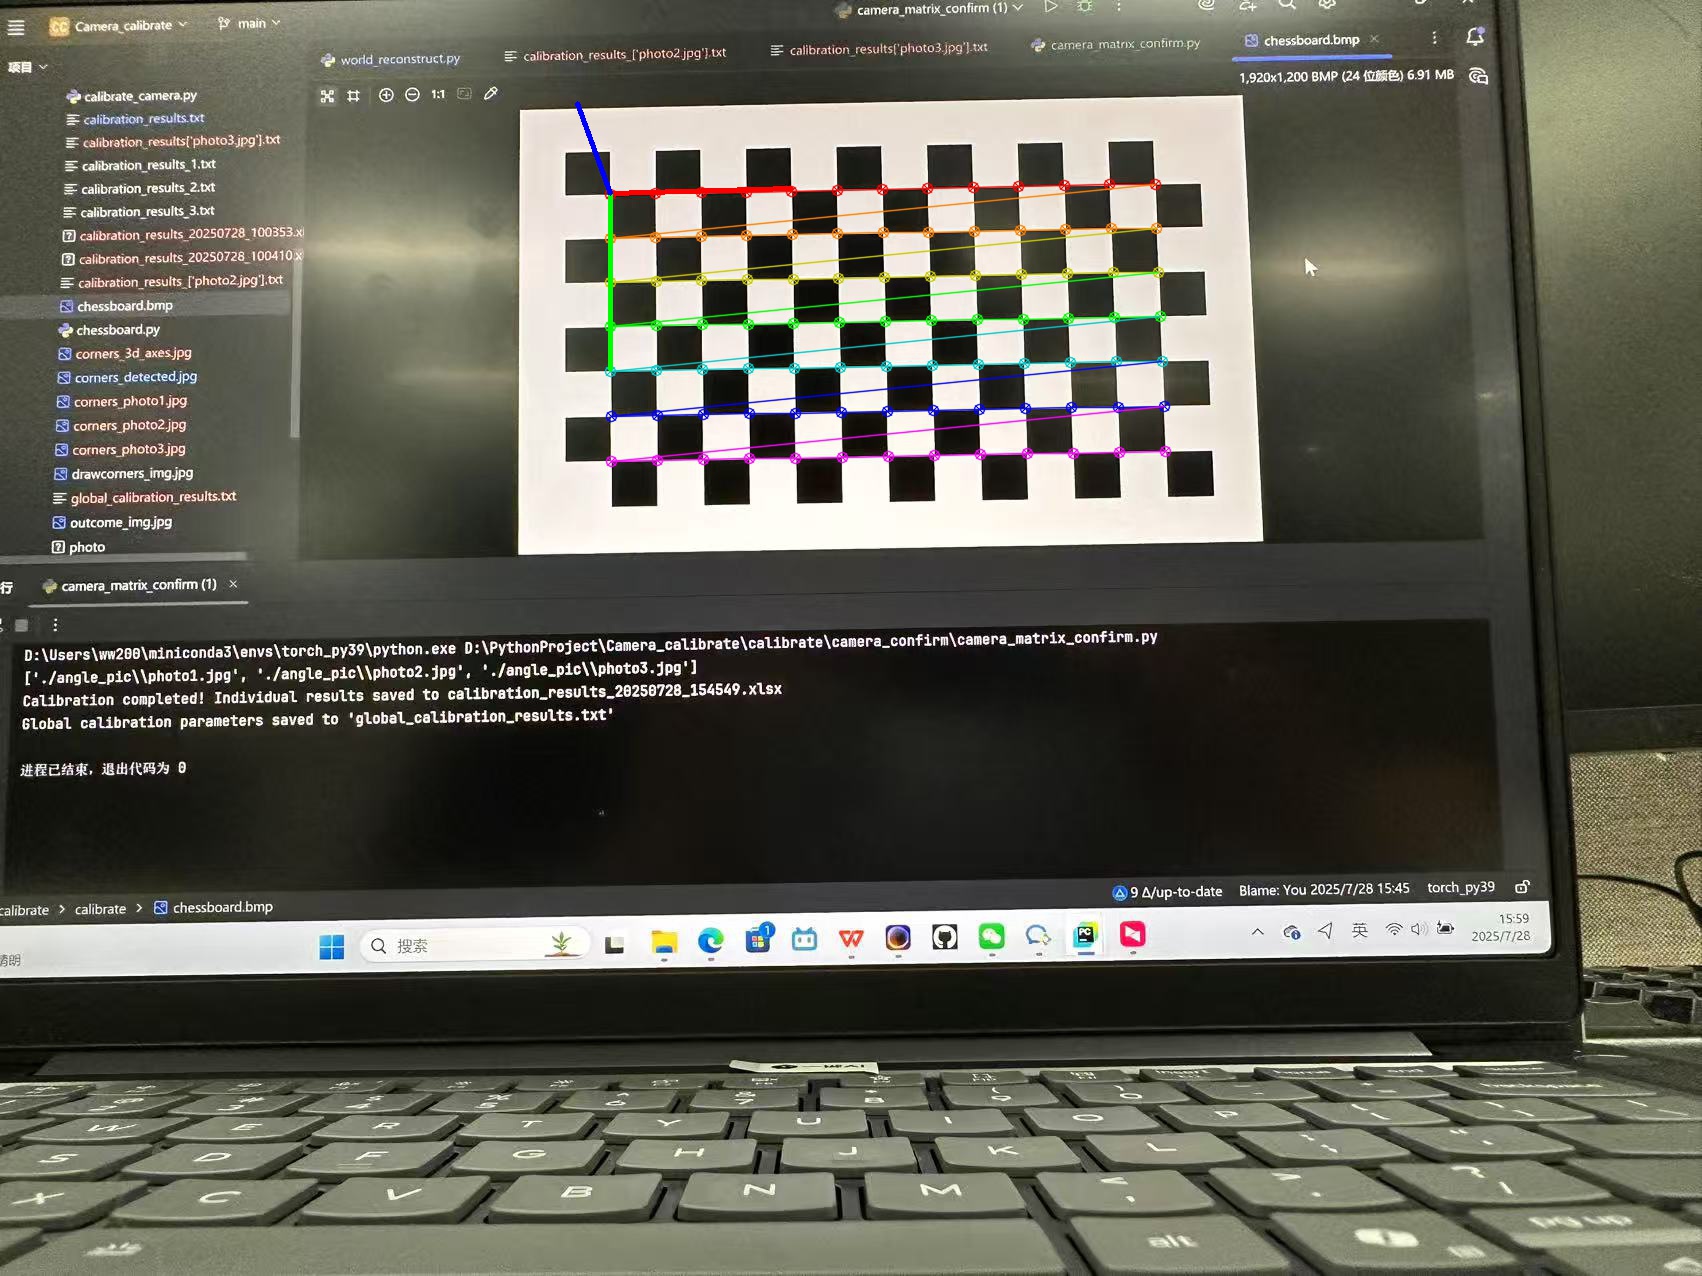 CC Camera_calibrate main camera_matrix_confirm (1)
项目
world_reconstruct.py calibration_results_['photo2.jpg'].txt calibration_results['photo3.jpg'].txt camera_matrix_confirm.py chessboard.bmp
1:1 1,920x1,200 BMP (24 位颜色) 6.91 MB
calibrate_camera.py
calibration_results.txt
calibration_results['photo3.jpg'].txt
calibration_results_1.txt
calibration_results_2.txt
calibration_results_3.txt
calibration_results_20250728_100353.x
calibration_results_20250728_100410.x
calibration_results_['photo2.jpg'].txt
chessboard.bmp
chessboard.py
corners_3d_axes.jpg
corners_detected.jpg
corners_photo1.jpg
corners_photo2.jpg
corners_photo3.jpg
drawcorners_img.jpg
global_calibration_results.txt
outcome_img.jpg
photo
行 camera_matrix_confirm (1)
D:\Users\ww200\miniconda3\envs\torch_py39\python.exe D:\PythonProject\Camera_calibrate\calibrate\camera_confirm\camera_matrix_confirm.py
['./angle_pic\\photo1.jpg', './angle_pic\\photo2.jpg', './angle_pic\\photo3.jpg']
Calibration completed! Individual results saved to calibration_results_20250728_154549.xlsx
Global calibration parameters saved to 'global_calibration_results.txt'
进程已结束，退出代码为 0
calibrate > calibrate > chessboard.bmp 9 Δ/up-to-date Blame: You 2025/7/28 15:45 torch_py39
晴朗 搜索 1 PC 英 15:59
2025/7/28
W E R T Y U I O P
S D F G H J K L
X C V B N M
alt pg up